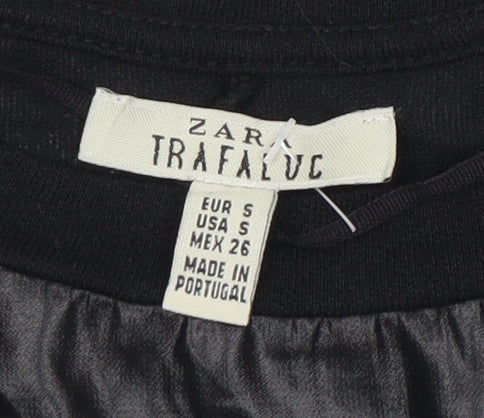 ZARA
TRAFALUC
EUR S
USA S
MEX 26
MADE IN
PORTUGAL